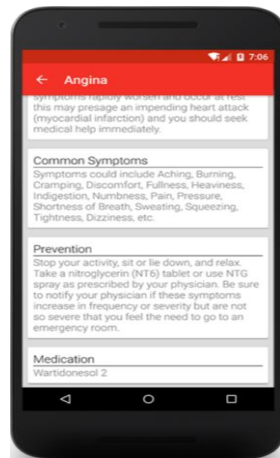 7:06
Angina
symptoms rapidly worsen and occur at rest
this may presage an impending heart attack
(myocardial infarction) and you should seek
medical help immediately.
Common Symptoms
Symptoms could include Aching, Burning,
Cramping, Discomfort, Fullness, Heaviness,
Indigestion, Numbness, Pain, Pressure,
Shortness of Breath, Sweating, Squeezing,
Tightness, Dizziness, etc.
Prevention
Stop your activity, sit or lie down, and relax.
Take a nitroglycerin (NT6) tablet or use NTG
spray as prescribed by your physician. Be sure
to notify your physician if these symptoms
increase in frequency or severity but are not
so severe that you feel the need to go to an
emergency room.
Medication
Wartidonesol 2